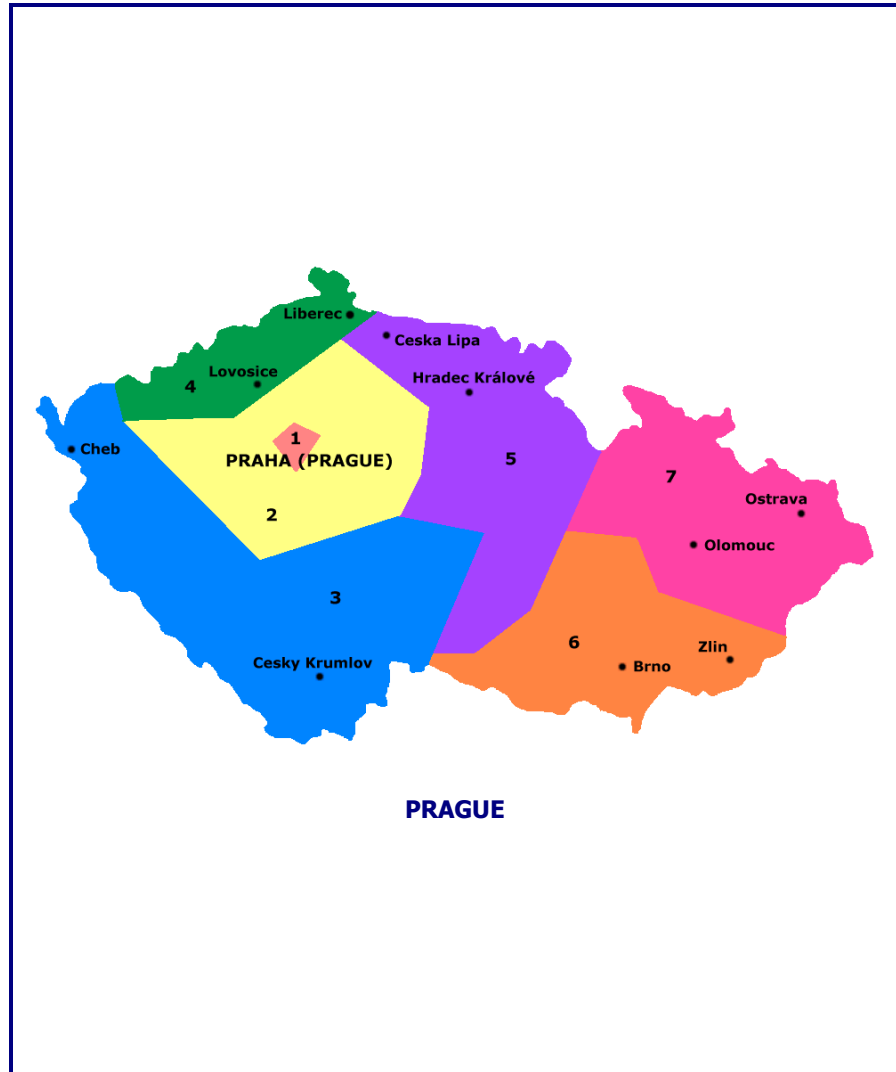 Liberec
Ceska Lipa
Lovosice
4
Hradec Králové
1
Cheb
PRAHA (PRAGUE)
5
7
Ostrava
2
Olomouc
3
6
Zlin
Cesky Krumlov
Brno
PRAGUE